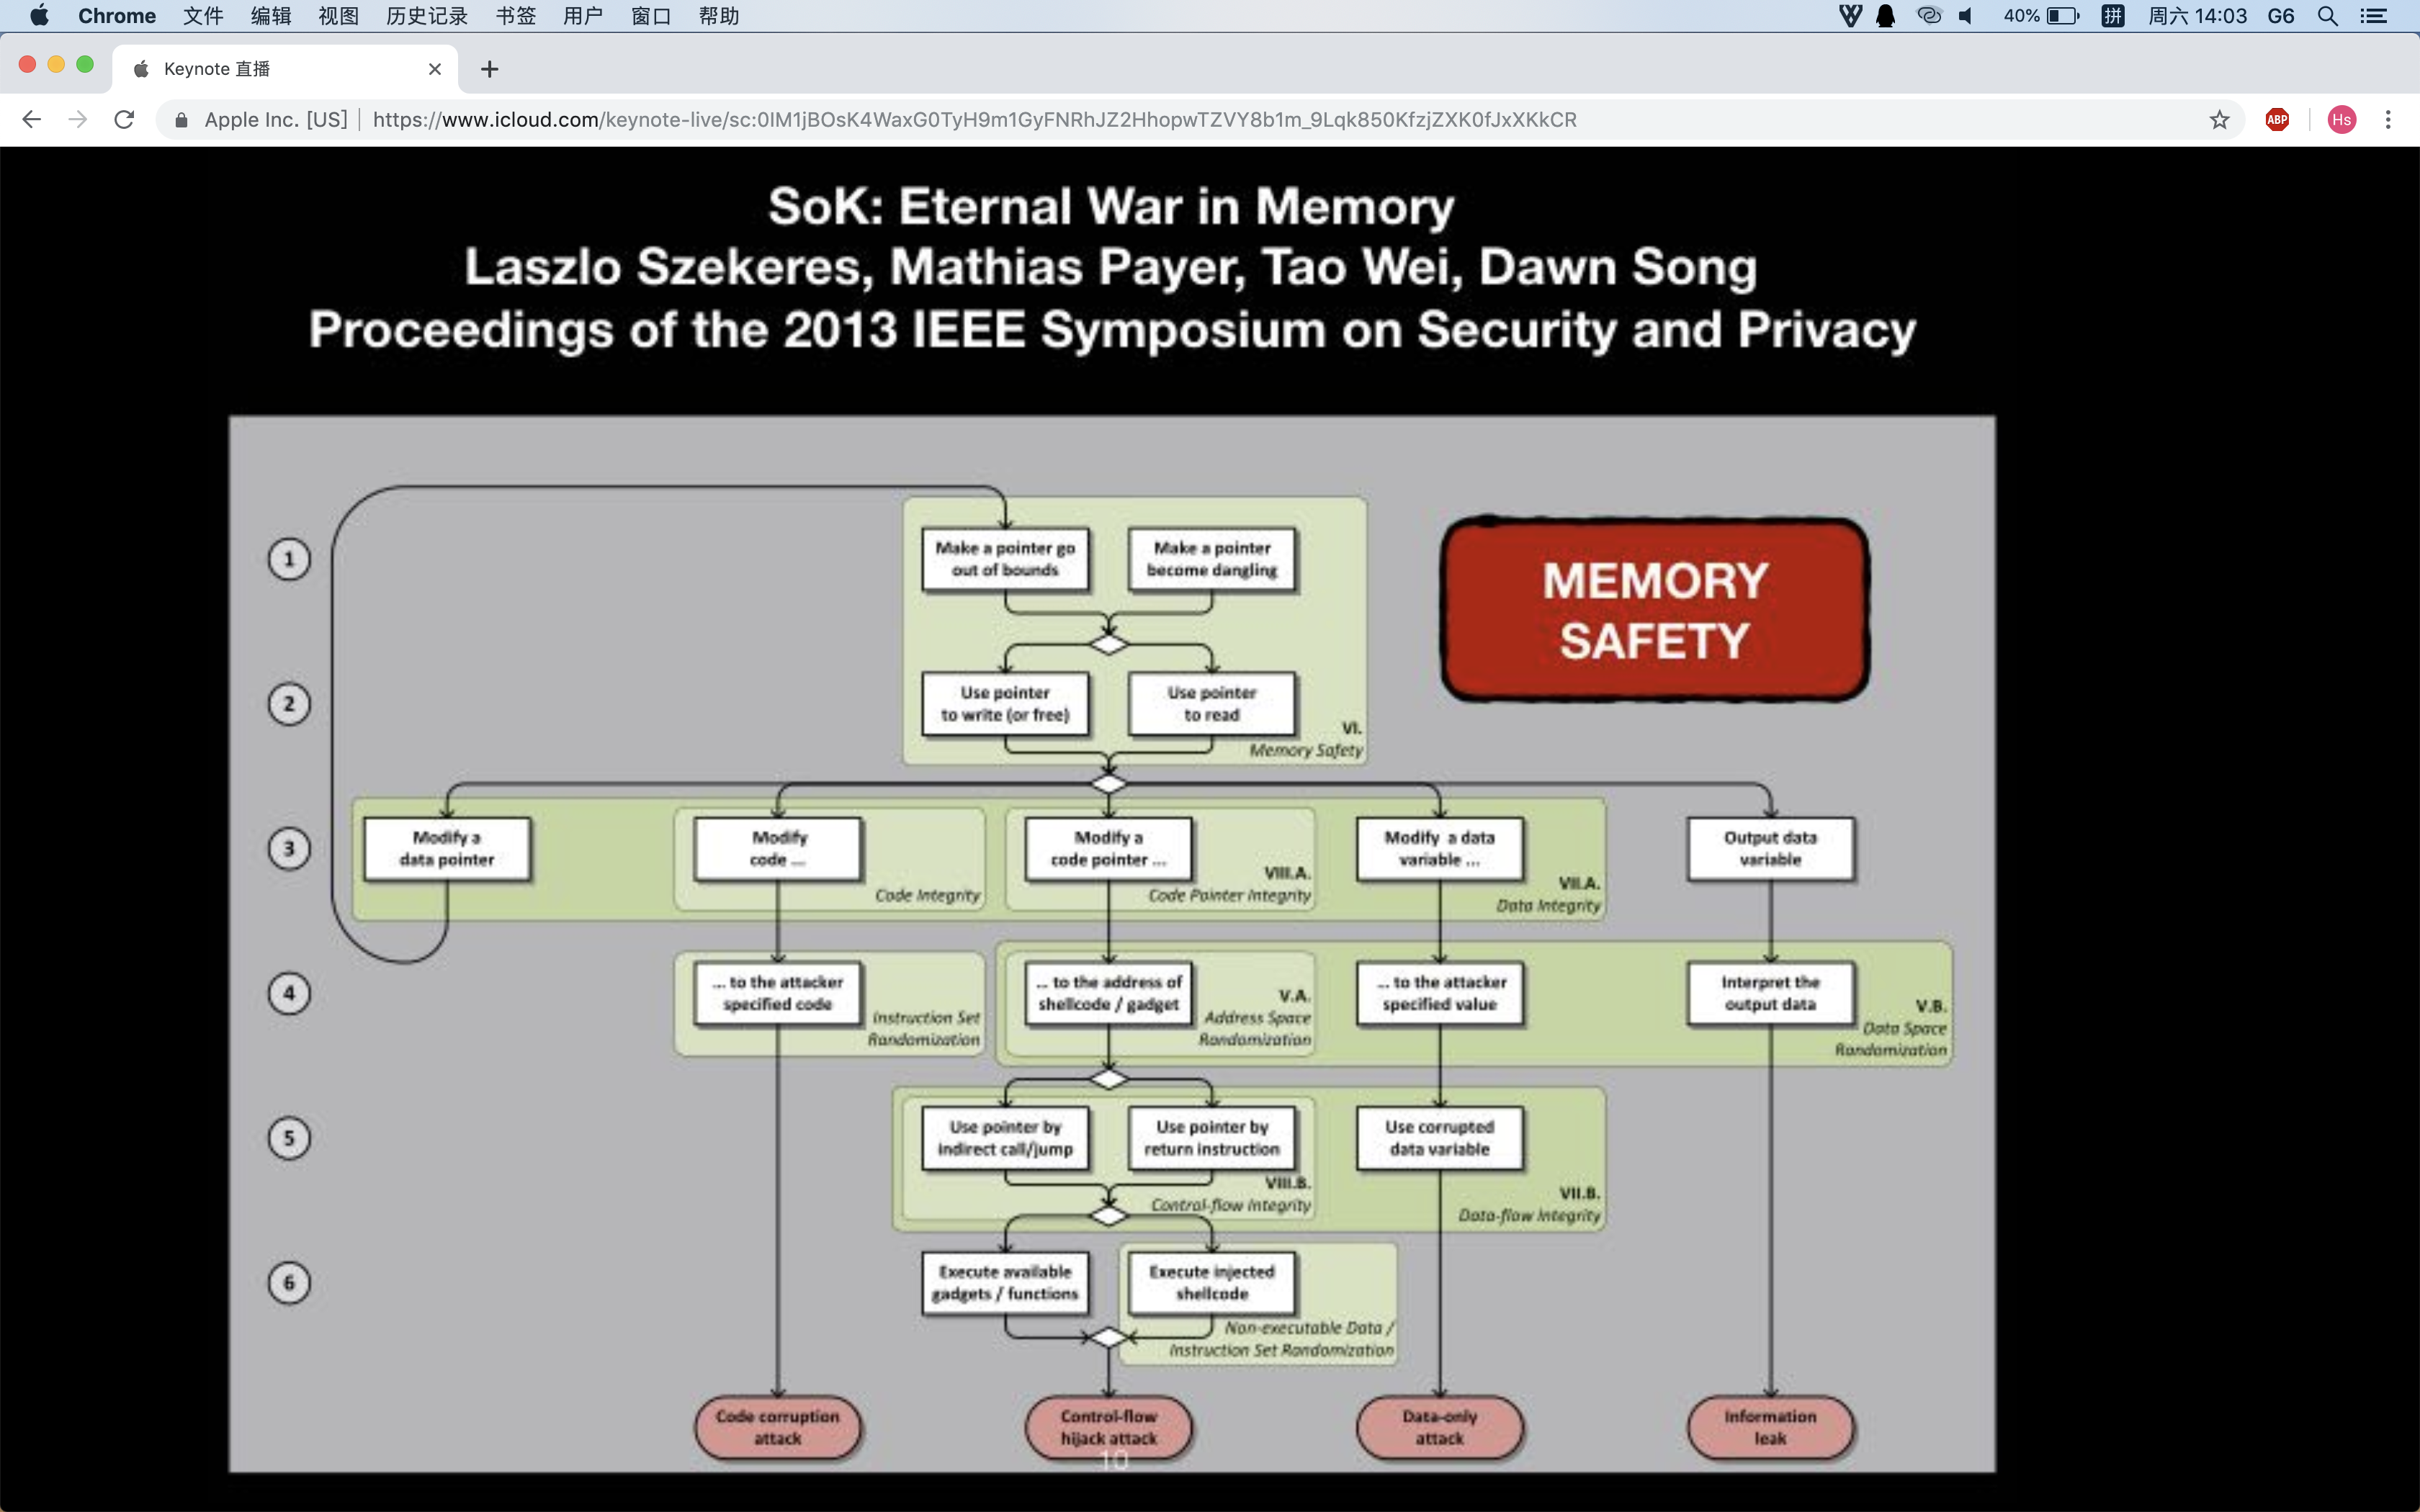 Chrome 文件 编辑 视图 历史记录 书签 用户 窗口 帮助 40% 拼 周六 14:03 G6
Keynote 直播
Apple Inc. [US] https://www.icloud.com/keynote-live/sc:0IM1jBOsK4WaxG0TyH9m1GyFNRhJZ2HhopwTZVY8b1m_9Lqk850KfzjZXK0fJxXKkCR ABP Hs
SoK: Eternal War in Memory
Laszlo Szekeres, Mathias Payer, Tao Wei, Dawn Song
Proceedings of the 2013 IEEE Symposium on Security and Privacy
1
Make a pointer go
out of bounds
Make a pointer
become dangling
MEMORY
SAFETY
2
Use pointer
to write (or free)
Use pointer
to read
VI.
Memory Safety
3
Modify a
data pointer
Modify
code ...
Code Integrity
Modify a
code pointer ...
VIII.A.
Code Pointer Integrity
Modify a data
variable ...
VII.A.
Data Integrity
Output data
variable
4
... to the attacker
specified code
Instruction Set
Randomization
... to the address of
shellcode / gadget
V.A.
Address Space
Randomization
... to the attacker
specified value
Interpret the
output data
V.B.
Data Space
Randomization
5
Use pointer by
indirect call/jump
Use pointer by
return instruction
VIII.B.
Control-flow Integrity
Use corrupted
data variable
VII.B.
Data-flow Integrity
6
Execute available
gadgets / functions
Execute injected
shellcode
Non-executable Data /
Instruction Set Randomization
Code corruption
attack
Control-flow
hijack attack
Data-only
attack
Information
leak
10